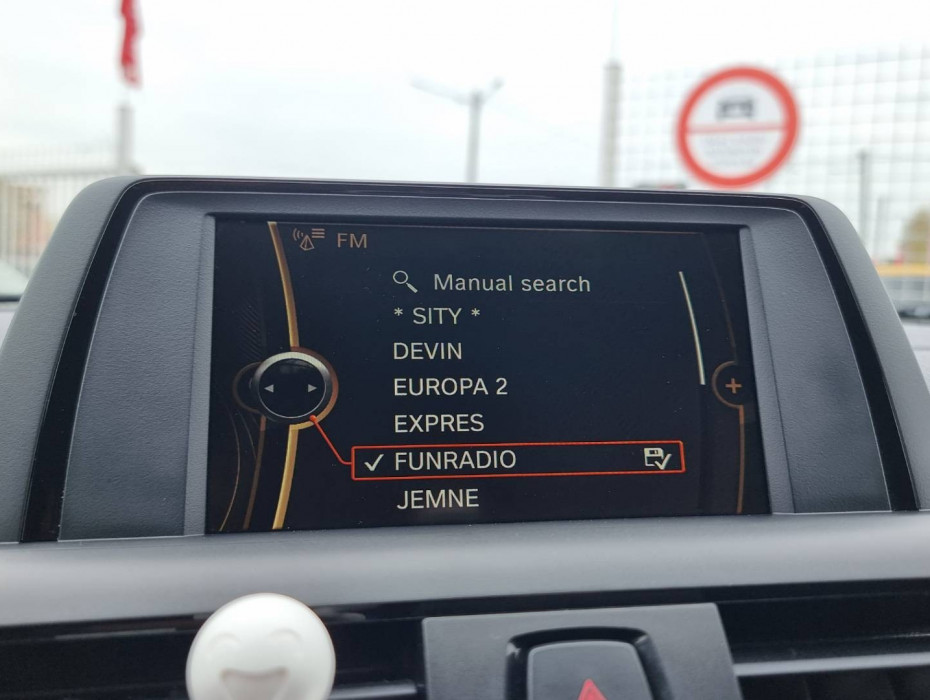 FM
Manual search
* SITY *
DEVIN
EUROPA 2
EXPRES
FUNRADIO
JEMNE